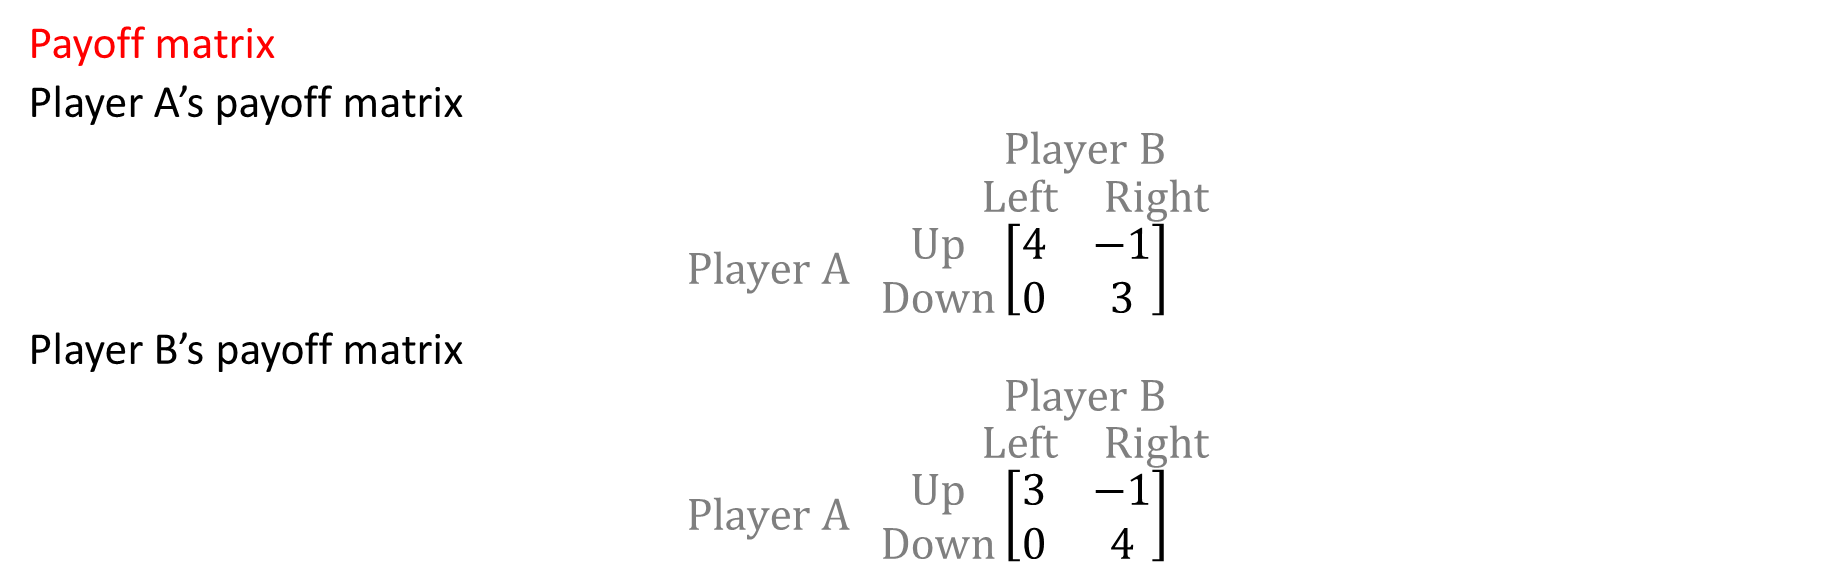 Payoff matrix
Player A’s payoff matrix
Player B
Left Right
Player A Up [4 −1]
Down [0 3]
Player B’s payoff matrix
Player B
Left Right
Player A Up [3 −1]
Down [0 4]